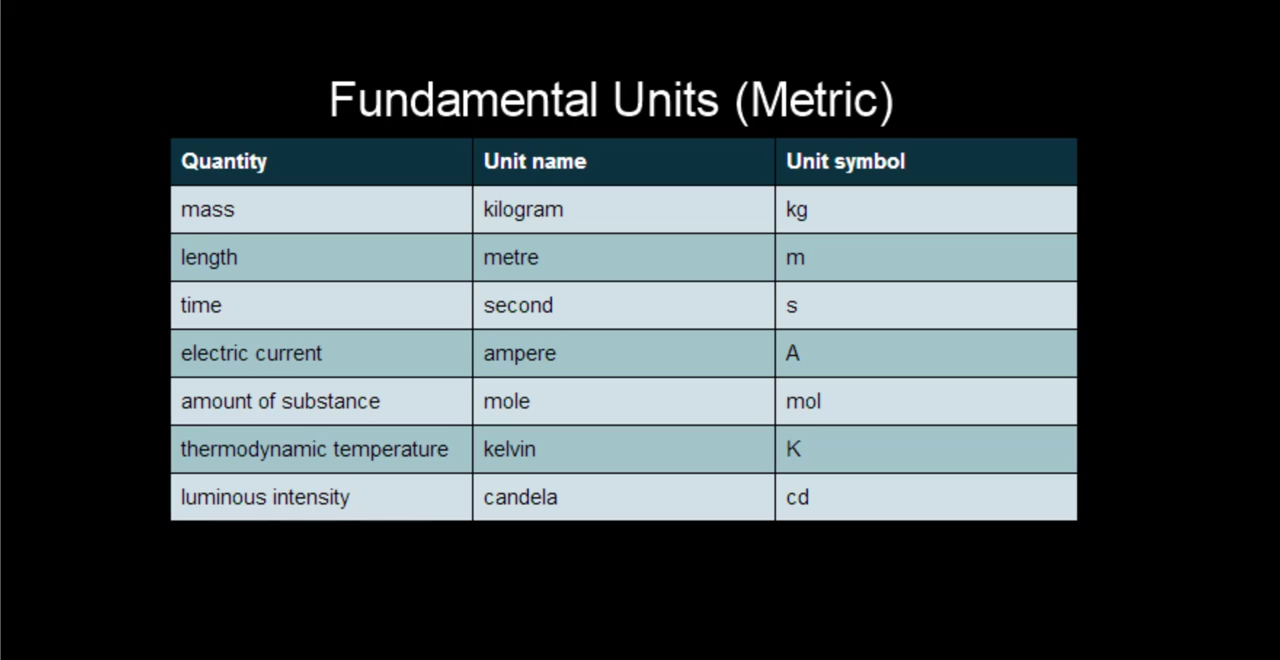 Fundamental Units (Metric)
Quantity Unit name Unit symbol
mass kilogram kg
length metre m
time second s
electric current ampere A
amount of substance mole mol
thermodynamic temperature kelvin K
luminous intensity candela cd